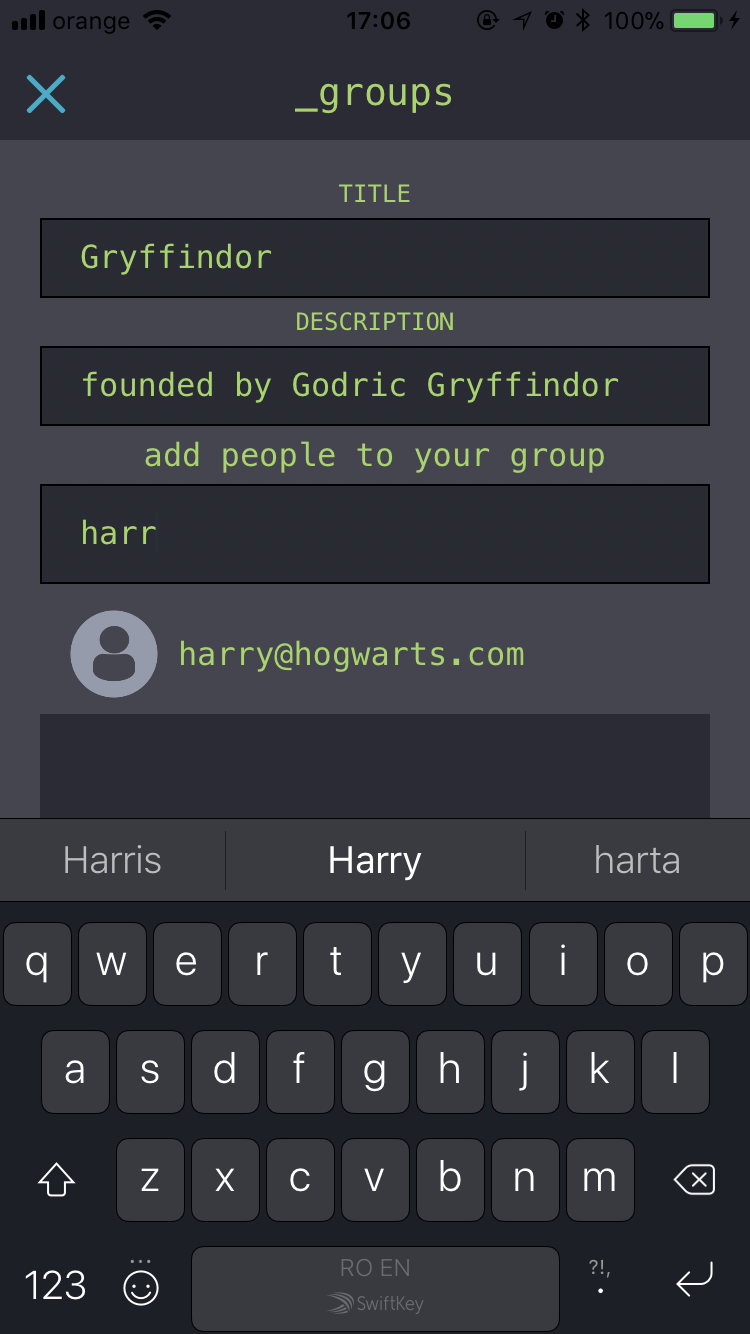 orange 17:06 100%
_groups
TITLE
Gryffindor
DESCRIPTION
founded by Godric Gryffindor
add people to your group
harr
harry@hogwarts.com
Harris Harry harta
q w e r t y u i o p
a s d f g h j k l
z x c v b n m
123 RO EN ?!,
SwiftKey .